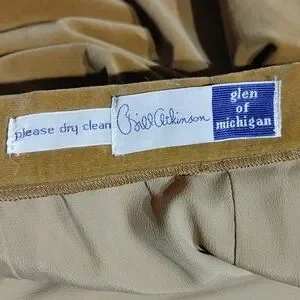 please dry clean
Bill Atkinson
glen
of
michigan